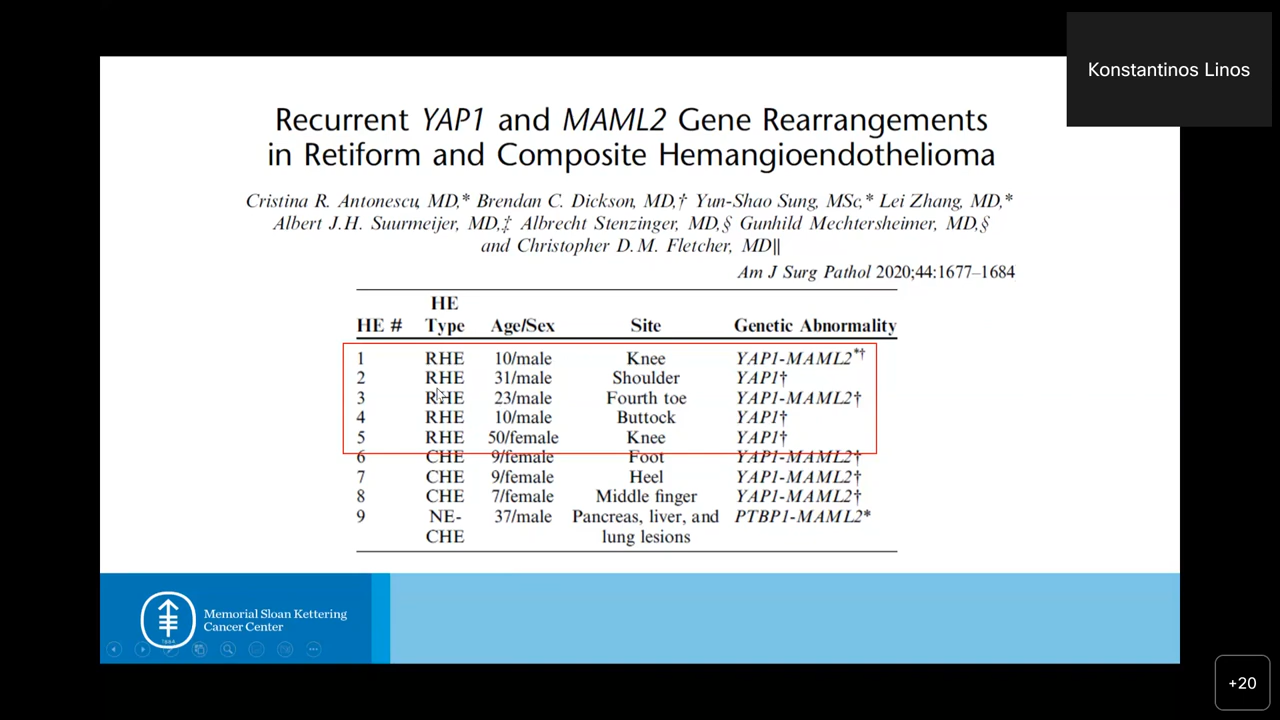 Konstantinos Linos
Recurrent YAP1 and MAML2 Gene Rearrangements
in Retiform and Composite Hemangioendothelioma
Cristina R. Antonescu, MD,* Brendan C. Dickson, MD,† Yun-Shao Sung, MSc,* Lei Zhang, MD,*
Albert J.H. Suurmeijer, MD,‡ Albrecht Stenzinger, MD,§ Gunhild Mechtersheimer, MD,§
and Christopher D.M. Fletcher, MD∥
Am J Surg Pathol 2020;44:1677–1684
HE
HE # Type Age/Sex Site Genetic Abnormality
1 RHE 10/male Knee YAP1-MAML2*†
2 RHE 31/male Shoulder YAP1†
3 RHE 23/male Fourth toe YAP1-MAML2†
4 RHE 10/male Buttock YAP1†
5 RHE 50/female Knee YAP1†
6 CHE 9/female Foot YAP1-MAML2†
7 CHE 9/female Heel YAP1-MAML2†
8 CHE 7/female Middle finger YAP1-MAML2†
9 NE- 37/male Pancreas, liver, and PTBP1-MAML2*
CHE lung lesions
Memorial Sloan Kettering
Cancer Center
+20